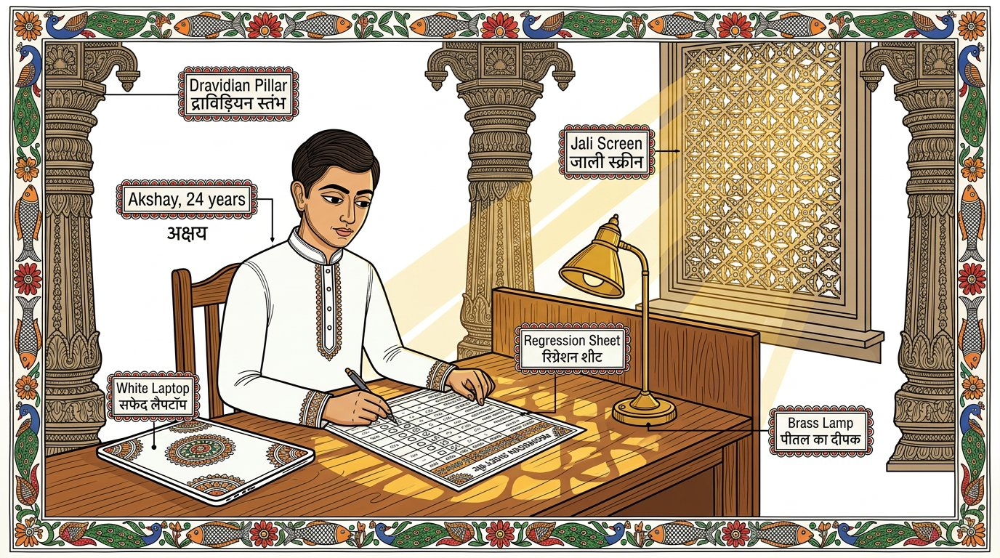 Dravidian Pillar
द्राविड़ियन स्तंभ
Jali Screen
जाली स्क्रीन
Akshay, 24 years
अक्षय
Regression Sheet
रिग्रेशन शीट
White Laptop
सफेद लैपटॉप
Brass Lamp
पीतल का दीपक